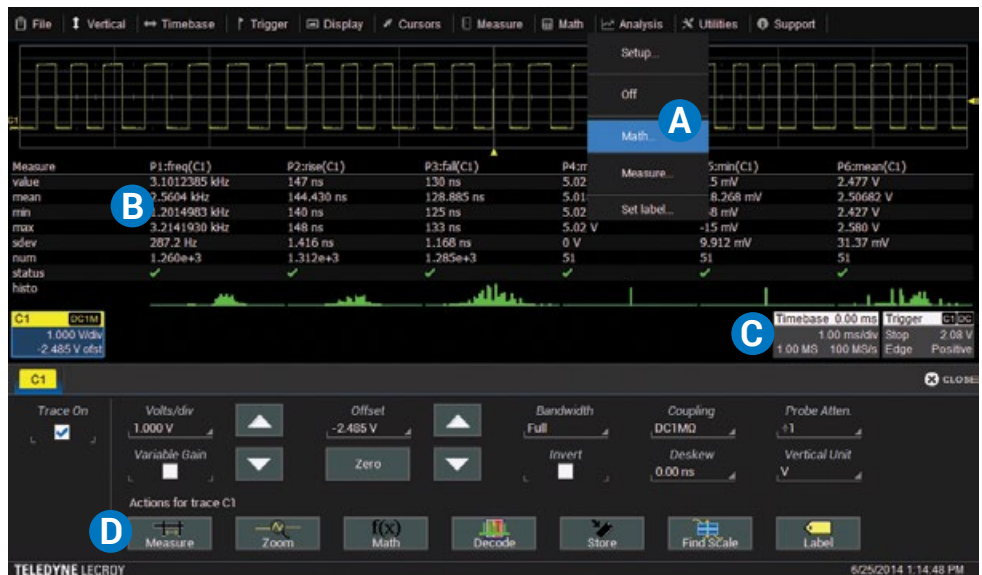 File Vertical Timebase Trigger Display Cursors Measure Math Analysis Utilities Support
Setup...
Off
Math...
A
Measure...
Set label...
C1
Measure P1:freq(C1) P2:rise(C1) P3:fall(C1) P4:m :min(C1) P6:mean(C1)
value 3.1012385 kHz 147 ns 130 ns 5.02 5 mV 2.477 V
mean 2.5604 kHz 144.430 ns 128.885 ns 5.01 8.268 mV 2.50682 V
B
min 1.2014983 kHz 140 ns 125 ns 5.02 8 mV 2.427 V
max 3.2141930 kHz 148 ns 133 ns 5.02 V -15 mV 2.580 V
sdev 287.2 Hz 1.416 ns 1.168 ns 0 V 9.912 mV 31.37 mV
num 1.260e+3 1.312e+3 1.285e+3 51 51 51
status
histo
C1 DC1M
1.000 V/div
-2.485 V ofst
C
Timebase 0.00 ms
1.00 ms/div
1.00 MS 100 MS/s
Trigger C1 DC
Stop 2.08 V
Edge Positive
C1
CLOSE
Trace On Volts/div Offset Bandwidth Coupling Probe Atten.
1.000 V -2.485 V Full DC1MΩ ÷1
Variable Gain Zero Invert Deskew Vertical Unit
0.00 ns V
Actions for trace C1
D
Measure Zoom f(x) Math Decode Store Find Scale Label
TELEDYNE LECROY 6/25/2014 1:14:48 PM